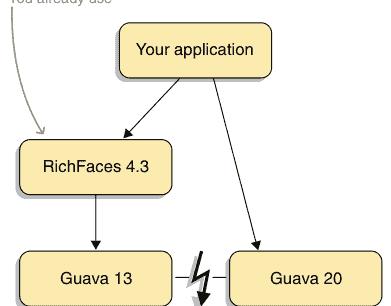 You already use
Your application
RichFaces 4.3
Guava 13
Guava 20